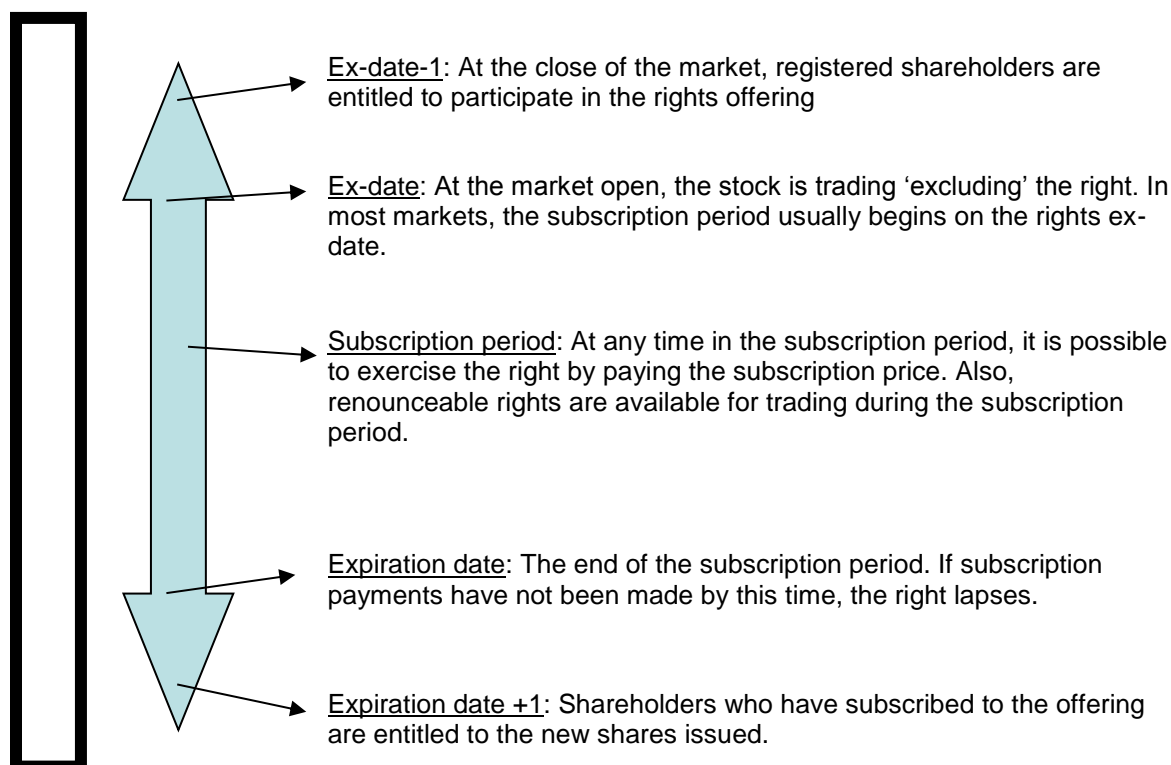 Ex-date-1: At the close of the market, registered shareholders are
entitled to participate in the rights offering
Ex-date: At the market open, the stock is trading ‘excluding’ the right. In
most markets, the subscription period usually begins on the rights ex-
date.
Subscription period: At any time in the subscription period, it is possible
to exercise the right by paying the subscription price. Also,
renounceable rights are available for trading during the subscription
period.
Expiration date: The end of the subscription period. If subscription
payments have not been made by this time, the right lapses.
Expiration date +1: Shareholders who have subscribed to the offering
are entitled to the new shares issued.